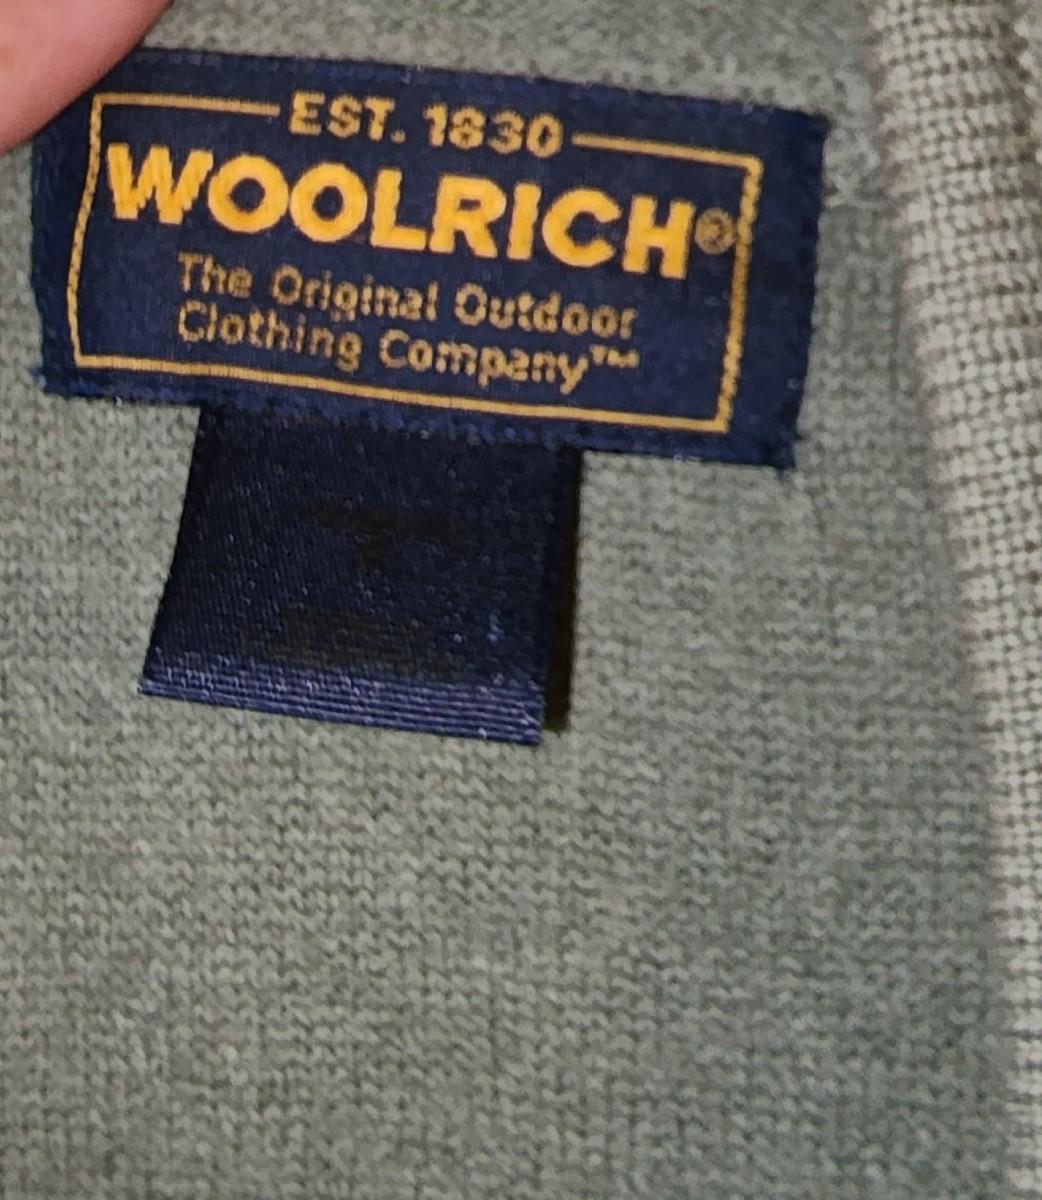 EST. 1830
WOOLRICH®
The Original Outdoor
Clothing Company™